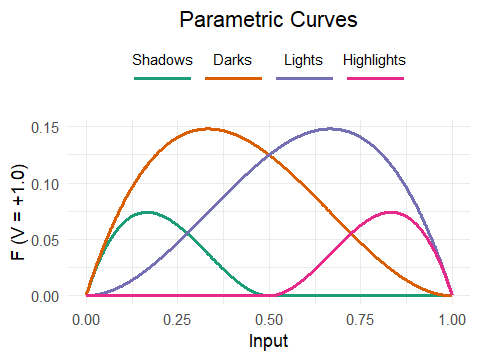 Parametric Curves
Shadows Darks Lights Highlights
0.15
0.10
0.05
0.00
F (V = +1.0)
0.00 0.25 0.50 0.75 1.00
Input